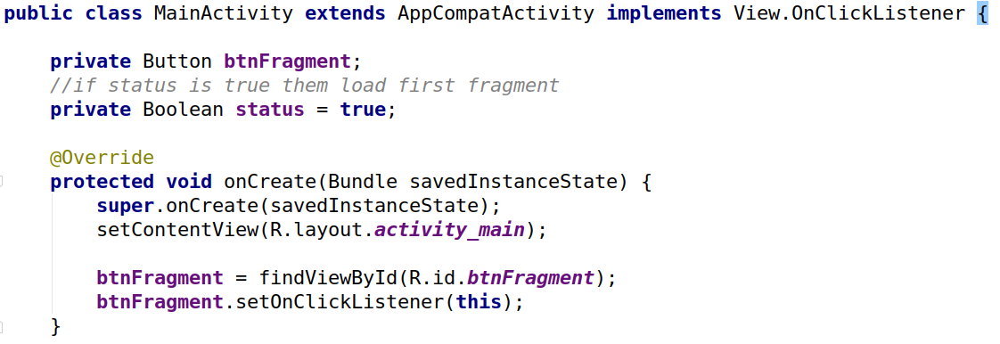 public class MainActivity extends AppCompatActivity implements View.OnClickListener {
private Button btnFragment;
//if status is true them load first fragment
private Boolean status = true;
@Override
protected void onCreate(Bundle savedInstanceState) {
super.onCreate(savedInstanceState);
setContentView(R.layout.activity_main);
btnFragment = findViewById(R.id.btnFragment);
btnFragment.setOnClickListener(this);
}